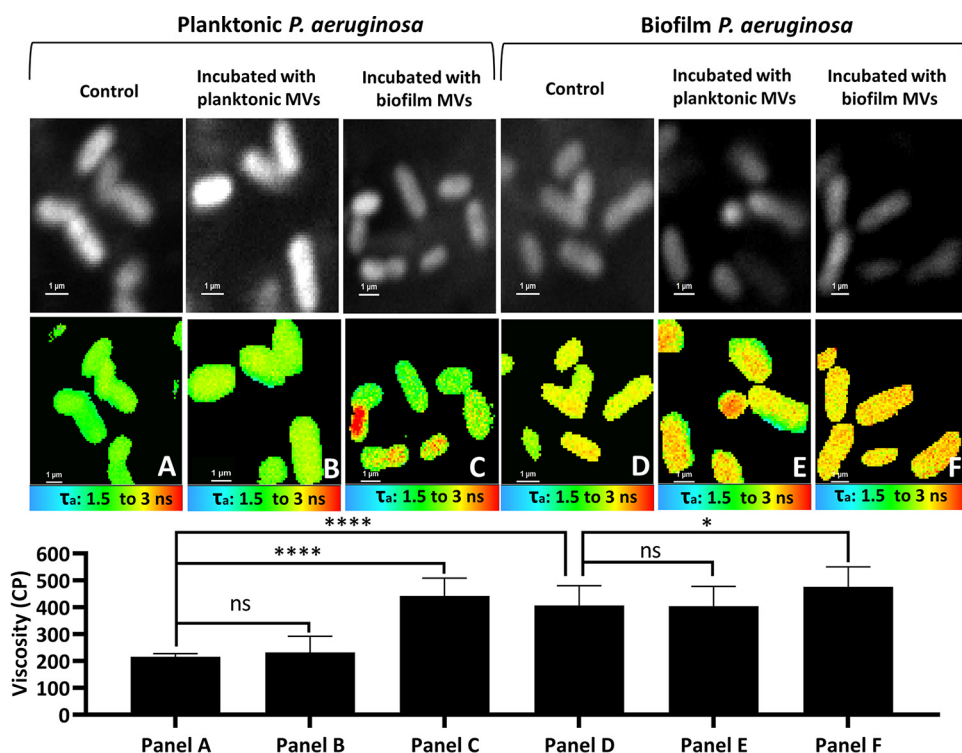 Planktonic P. aeruginosa
Biofilm P. aeruginosa
Control
Incubated with
planktonic MVs
Incubated with
biofilm MVs
Control
Incubated with
planktonic MVs
Incubated with
biofilm MVs
1 µm
1 µm
1 µm
1 µm
1 µm
1 µm
A
B
C
D
E
F
1 µm
1 µm
1 µm
1 µm
1 µm
1 µm
τa: 1.5 to 3 ns
τa: 1.5 to 3 ns
τa: 1.5 to 3 ns
τa: 1.5 to 3 ns
τa: 1.5 to 3 ns
τa: 1.5 to 3 ns
****
*
****
ns
ns
Viscosity (CP)
600
500
400
300
200
100
0
Panel A
Panel B
Panel C
Panel D
Panel E
Panel F